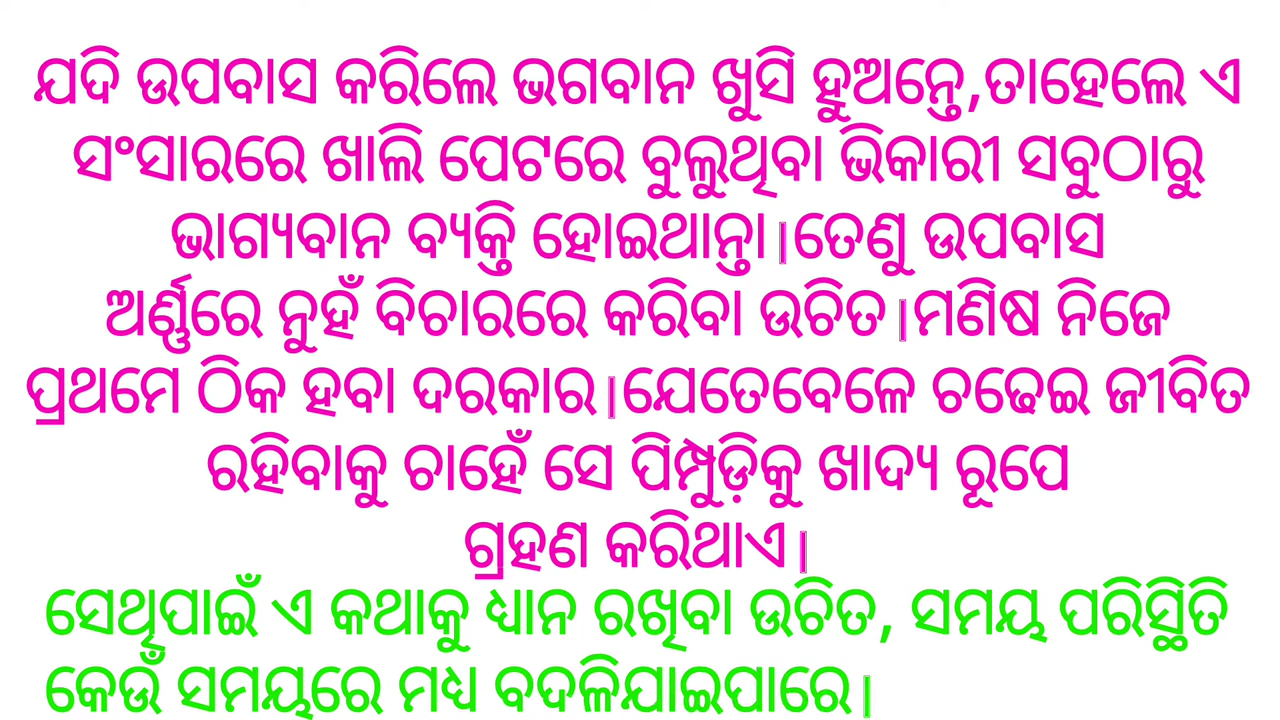 ଯଦି ଉପବାସ କରିଲେ ଭଗବାନ ଖୁସି ହୁଅନ୍ତେ,ତାହେଲେ ଏ
ସଂସାରରେ ଖାଲି ପେଟରେ ବୁଲୁଥିବା ଭିକାରୀ ସବୁଠାରୁ
ଭାଗ୍ୟବାନ ବ୍ୟକ୍ତି ହୋଇଥାନ୍ତା।ତେଣୁ ଉପବାସ
ଅର୍ଣ୍ଣରେ ନୁହଁ ବିଚାରରେ କରିବା ଉଚିତ।ମଣିଷ ନିଜେ
ପ୍ରଥମେ ଠିକ ହବା ଦରକାର।ଯେତେବେଳେ ଚଢେଇ ଜୀବିତ
ରହିବାକୁ ଚାହେଁ ସେ ପିମ୍ପୁଡ଼ିକୁ ଖାଦ୍ୟ ରୂପେ
ଗ୍ରହଣ କରିଥାଏ।
ସେଥିପାଇଁ ଏ କଥାକୁ ଧ୍ୟାନ ରଖିବା ଉଚିତ, ସମୟ ପରିସ୍ଥିତି
କେଉଁ ସମୟରେ ମଧ୍ୟ ବଦଳିଯାଇପାରେ।